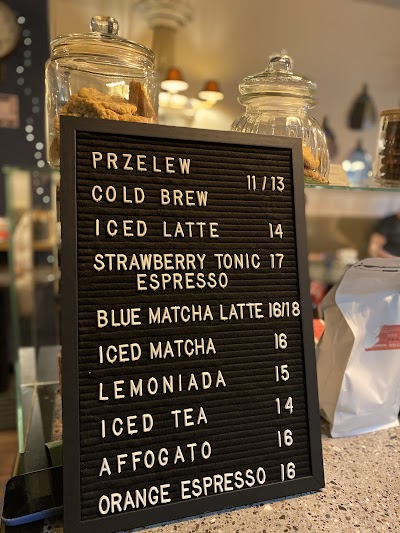 PRZELEW 11/13
COLD BREW
ICED LATTE 14
STRAWBERRY TONIC 17
ESPRESSO
BLUE MATCHA LATTE 16/18
ICED MATCHA 16
LEMONIADA 15
ICED TEA 14
AFFOGATO 16
ORANGE ESPRESSO 16